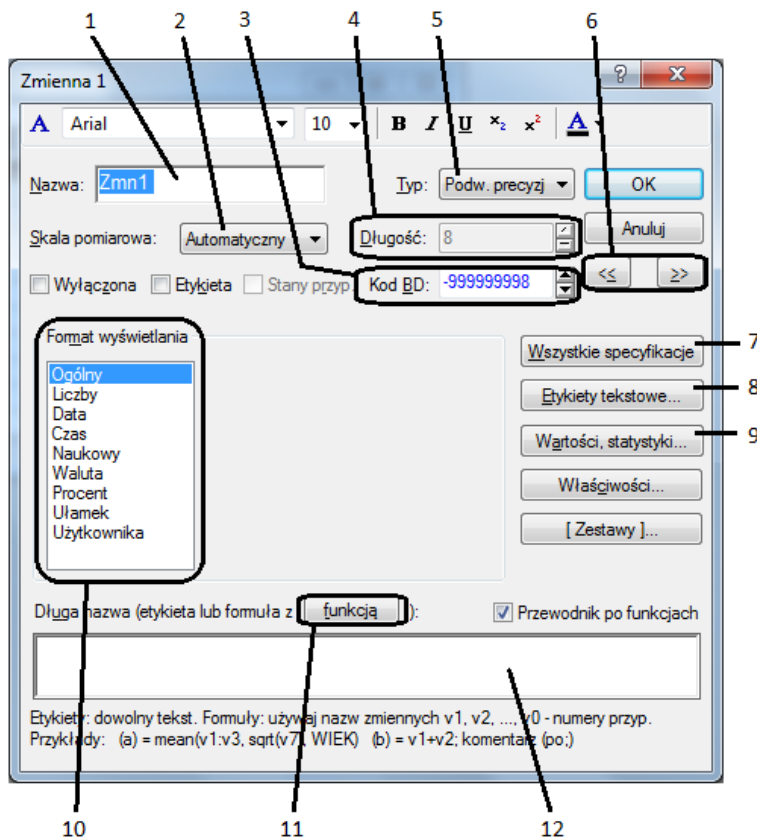 1 2 3 4 5 6
Zmienna 1
A Arial 10 B I U x₂ x² A
Nazwa: Zmn1 Typ: Podw. precyzj OK
Skala pomiarowa: Automatyczny Długość: 8 Anuluj
Wyłączona Etykieta Stany przyp. Kod BD: -999999998 << >>
Format wyświetlania
7
Wszystkie specyfikacje
Ogólny
Liczby
Data
Czas
Naukowy
Waluta
Procent
Ułamek
Użytkownika
Etykiety tekstowe... 8
Wartości, statystyki... 9
Właściwości...
[ Zestawy ]...
Długa nazwa (etykieta lub formuła z funkcją ): Przewodnik po funkcjach
Etykiety: dowolny tekst. Formuły: używaj nazw zmiennych v1, v2, ..., v0 - numery przyp.
Przykłady: (a) = mean(v1:v3, sqrt(v7), WIEK) (b) = v1+v2; komentarz (po;)
10 11 12